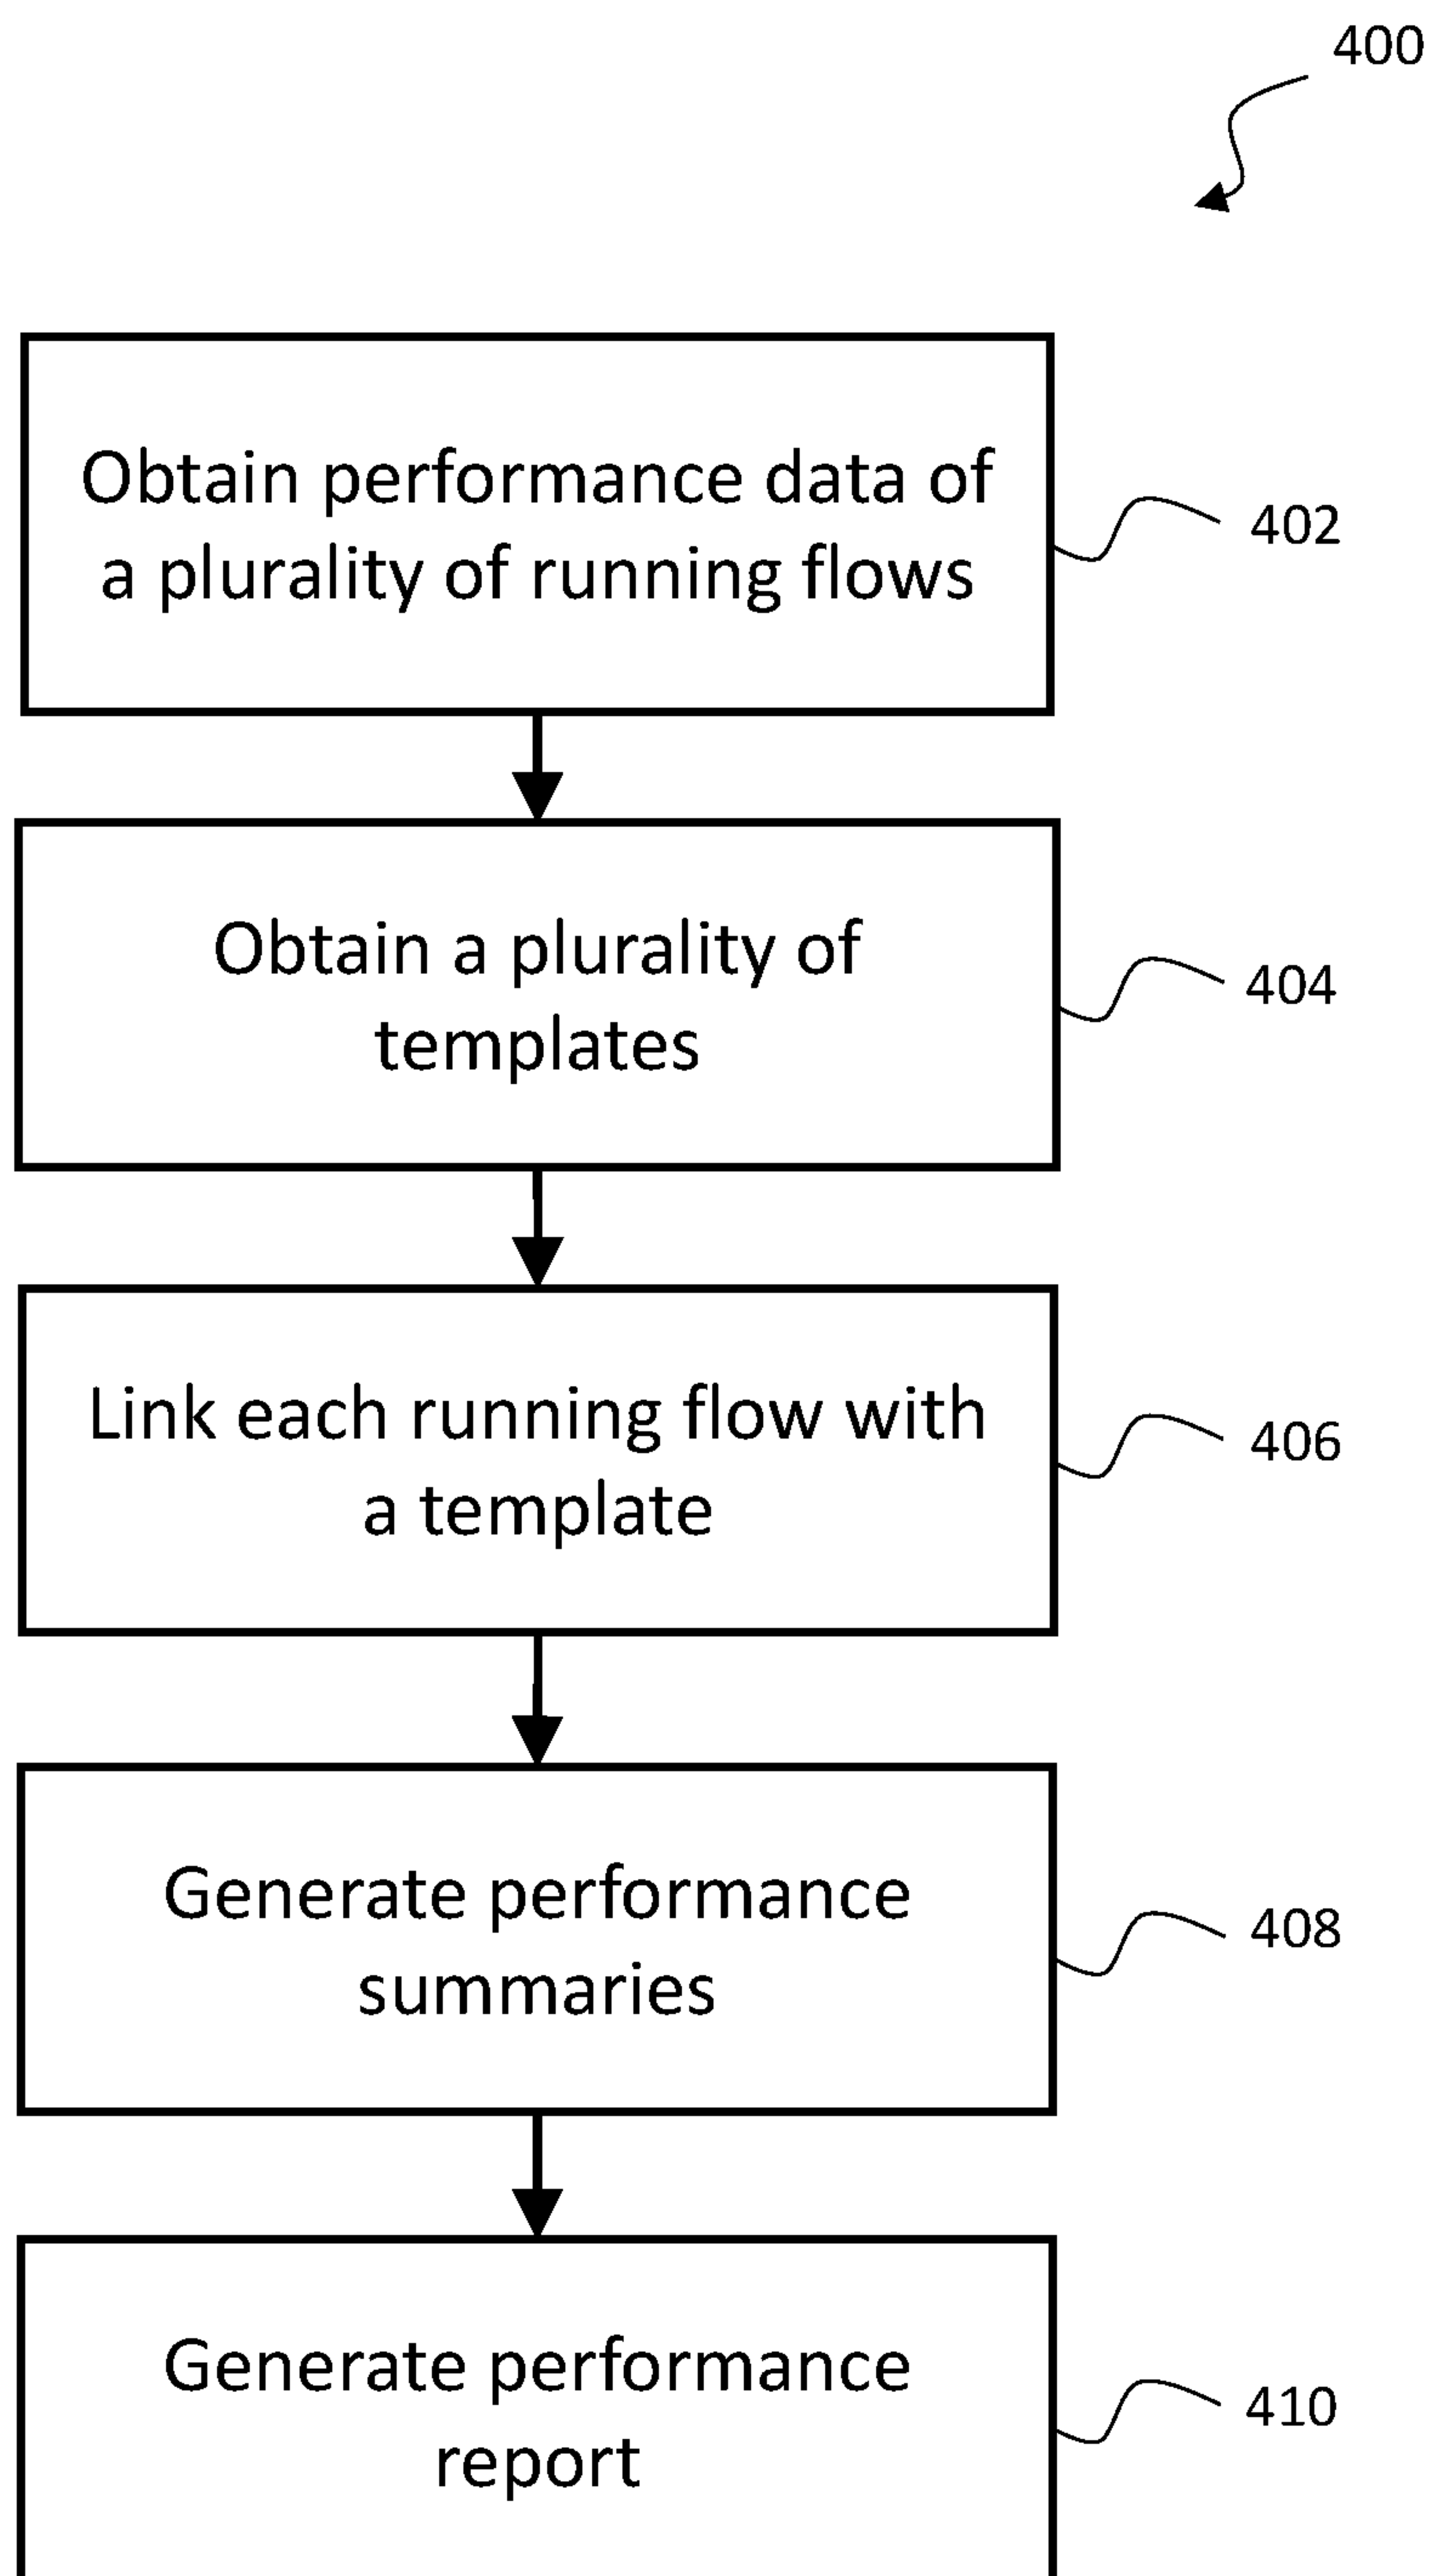 400
Obtain performance data of
a plurality of running flows
402
Obtain a plurality of
templates
404
Link each running flow with
a template
406
Generate performance
summaries
408
Generate performance
report
410